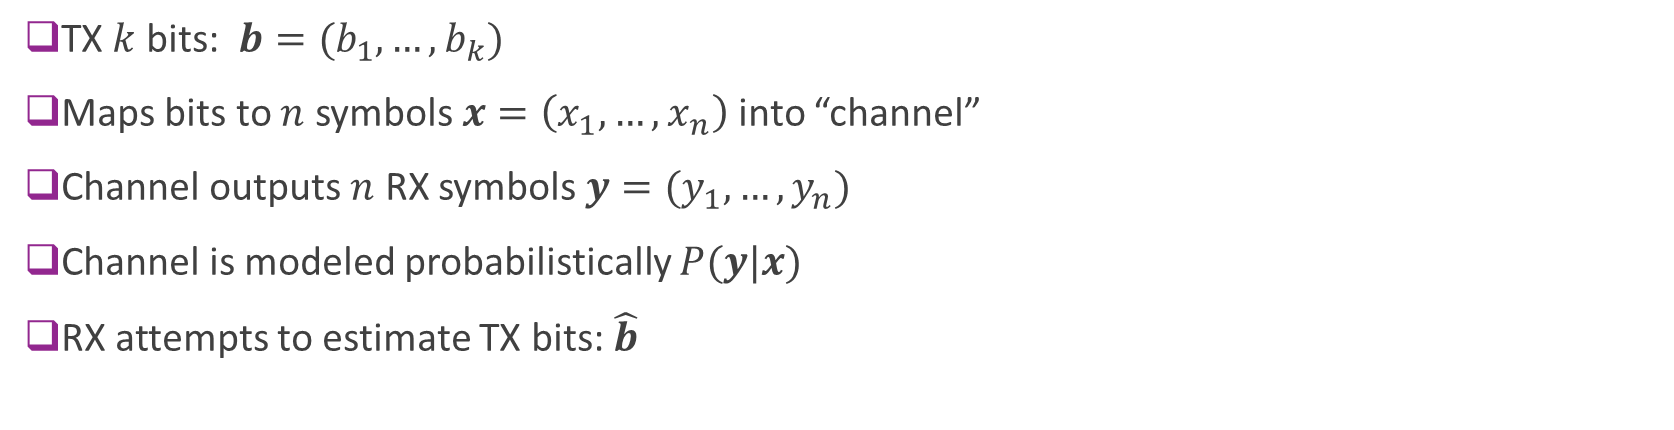 ❑TX 𝑘 bits: 𝒃 = (𝑏₁, … , 𝑏ₖ)
❑Maps bits to 𝑛 symbols 𝒙 = (𝑥₁, … , 𝑥ₙ) into “channel”
❑Channel outputs 𝑛 RX symbols 𝒚 = (𝑦₁, … , 𝑦ₙ)
❑Channel is modeled probabilistically 𝑃(𝒚|𝒙)
❑RX attempts to estimate TX bits: 𝒃̂